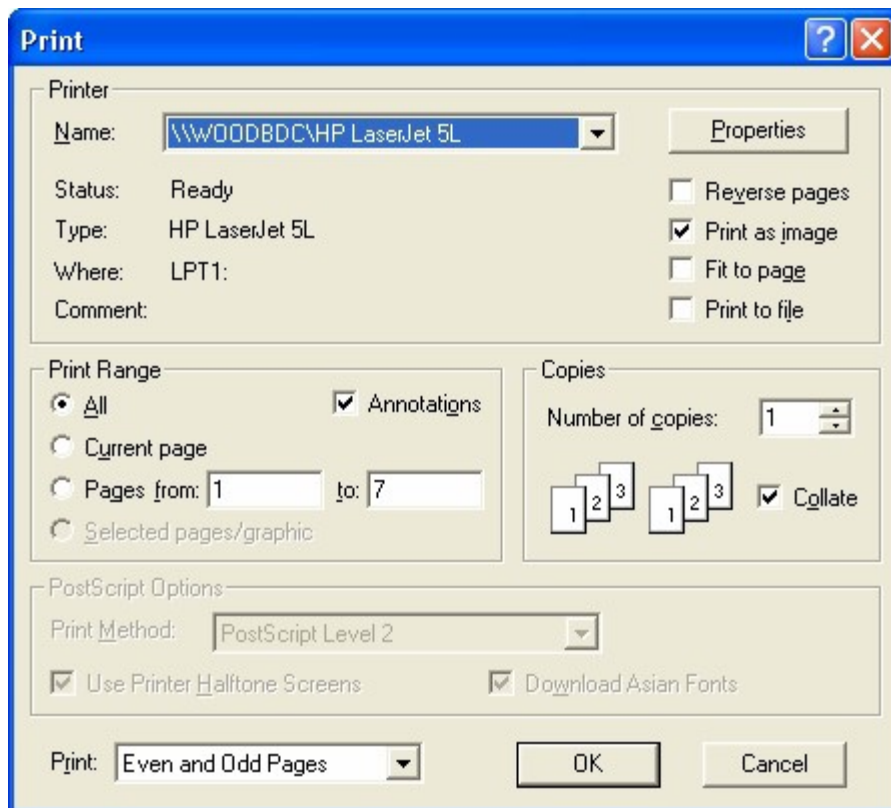 Print
Printer
Name: \\WOODBDC\HP LaserJet 5L Properties
Status: Ready Reverse pages
Type: HP LaserJet 5L Print as image
Where: LPT1: Fit to page
Comment: Print to file
Print Range
All Annotations
Current page
Pages from: 1 to: 7
Selected pages/graphic
Copies
Number of copies: 1
1 2 3 1 2 3 Collate
PostScript Options
Print Method: PostScript Level 2
Use Printer Halftone Screens Download Asian Fonts
Print: Even and Odd Pages OK Cancel